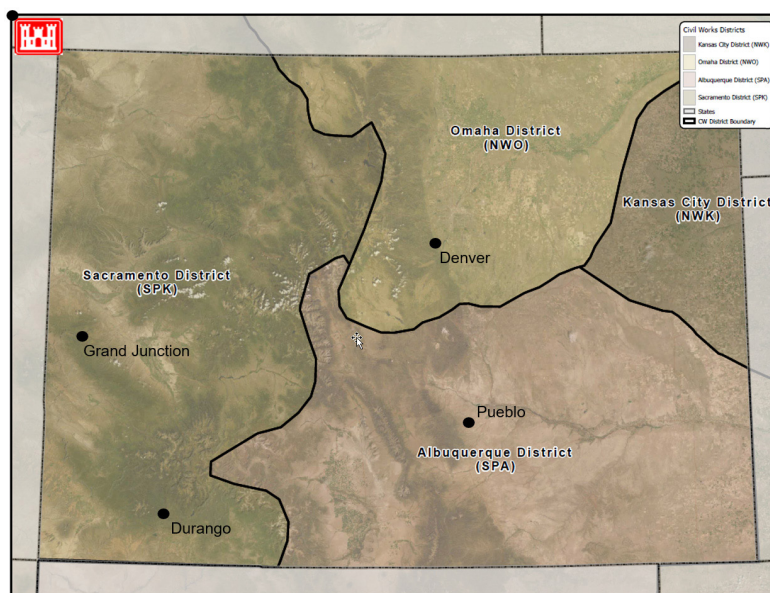 Civil Works Districts
Kansas City District (NWK)
Omaha District (NWO)
Albuquerque District (SPA)
Sacramento District (SPK)
States
CW District Boundary
Omaha District
(NWO)
Kansas City District
(NWK)
Denver
Sacramento District
(SPK)
Grand Junction
Pueblo
Albuquerque District
(SPA)
Durango